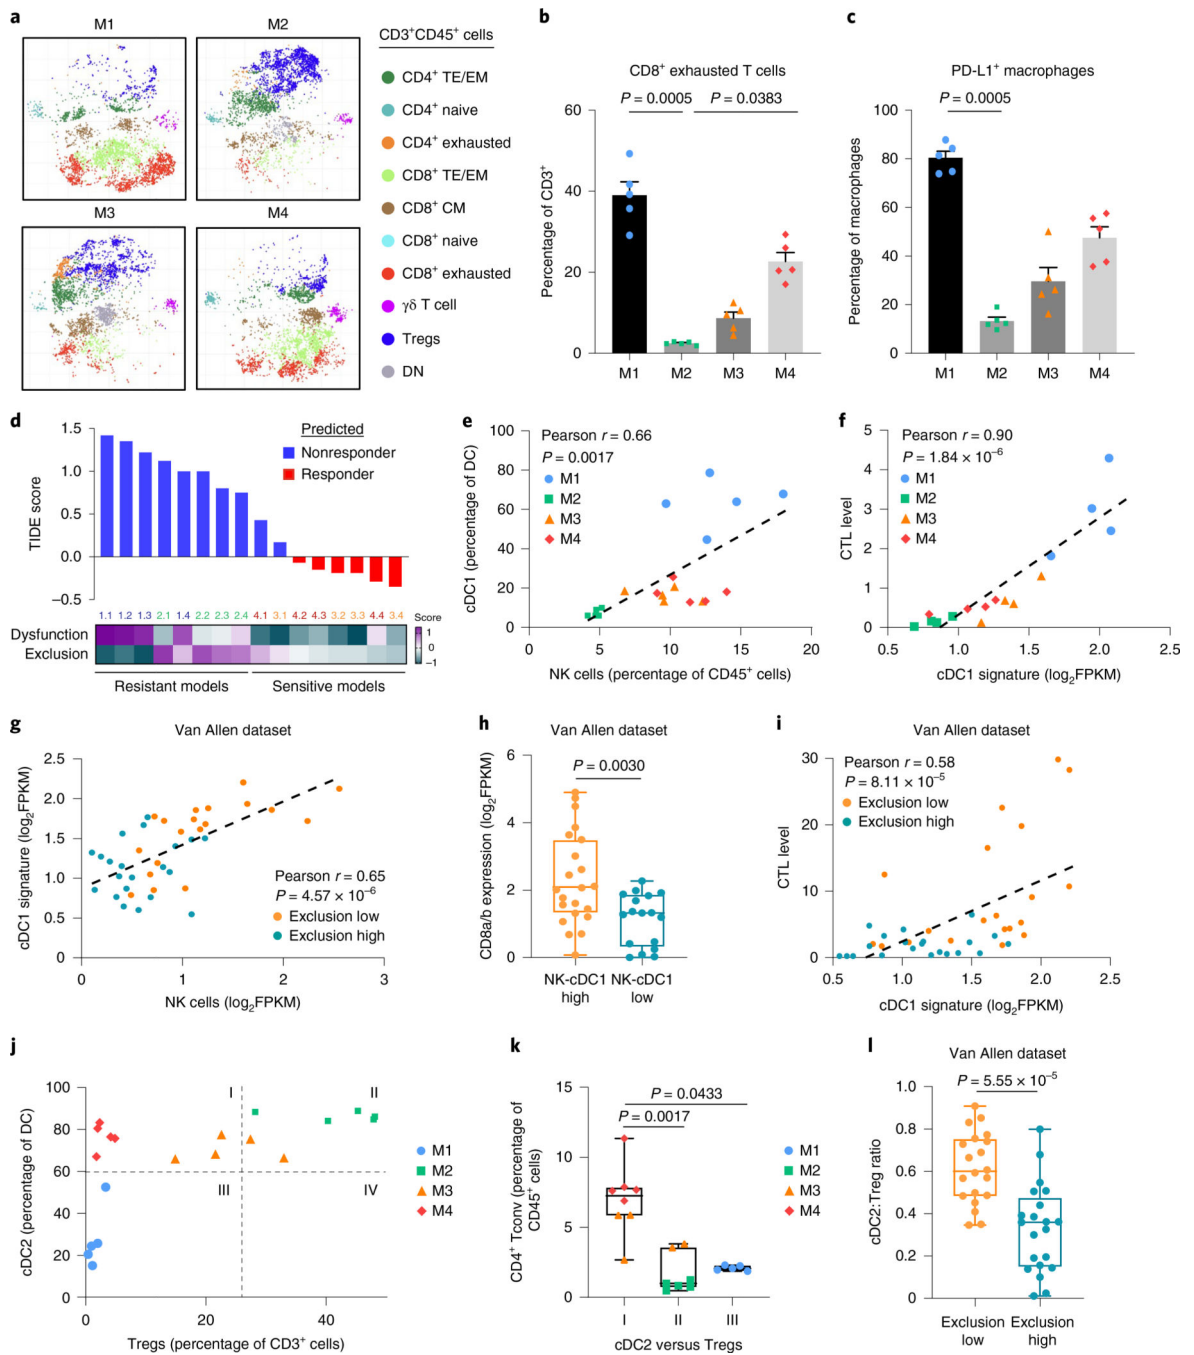 a
M1
M2
CD3⁺CD45⁺ cells
CD4⁺ TE/EM
CD4⁺ naive
CD4⁺ exhausted
CD8⁺ TE/EM
CD8⁺ CM
CD8⁺ naive
CD8⁺ exhausted
γδ T cell
Tregs
DN
M3
M4
b
CD8⁺ exhausted T cells
P = 0.0005
P = 0.0383
Percentage of CD3⁺
60
40
20
0
M1 M2 M3 M4
c
PD-L1⁺ macrophages
P = 0.0005
Percentage of macrophages
100
80
60
40
20
0
M1 M2 M3 M4
d
TIDE score
1.5
1.0
0.5
0.0
−0.5
Predicted
Nonresponder
Responder
1.1 1.2 1.3 2.1 1.4 2.2 2.3 2.4 4.1 3.1 4.2 4.3 3.2 3.3 4.4 3.4
Score
Dysfunction
Exclusion
1
0
−1
Resistant models
Sensitive models
e
Pearson r = 0.66
P = 0.0017
M1
M2
M3
M4
cDC1 (percentage of DC)
100
80
60
40
20
0
0 5 10 15 20
NK cells (percentage of CD45⁺ cells)
f
Pearson r = 0.90
P = 1.84 × 10⁻⁶
M1
M2
M3
M4
CTL level
5
4
3
2
1
0
0.5 1.0 1.5 2.0 2.5
cDC1 signature (log₂FPKM)
g
Van Allen dataset
cDC1 signature (log₂FPKM)
2.5
2.0
1.5
1.0
0.5
0
Pearson r = 0.65
P = 4.57 × 10⁻⁶
Exclusion low
Exclusion high
0 1 2 3
NK cells (log₂FPKM)
h
Van Allen dataset
P = 0.0030
CD8a/b expression (log₂FPKM)
6
4
2
0
NK-cDC1 high
NK-cDC1 low
i
Van Allen dataset
Pearson r = 0.58
P = 8.11 × 10⁻⁵
Exclusion low
Exclusion high
CTL level
30
20
10
0
0.5 1.0 1.5 2.0 2.5
cDC1 signature (log₂FPKM)
j
cDC2 (percentage of DC)
100
80
60
40
20
0
I
II
III
IV
M1
M2
M3
M4
0 20 40
Tregs (percentage of CD3⁺ cells)
k
P = 0.0433
P = 0.0017
CD4⁺ Tconv (percentage of
CD45⁺ cells)
15
10
5
0
M1
M2
M3
M4
I II III
cDC2 versus Tregs
l
Van Allen dataset
P = 5.55 × 10⁻⁵
cDC2:Treg ratio
1.0
0.8
0.6
0.4
0.2
0
Exclusion low
Exclusion high